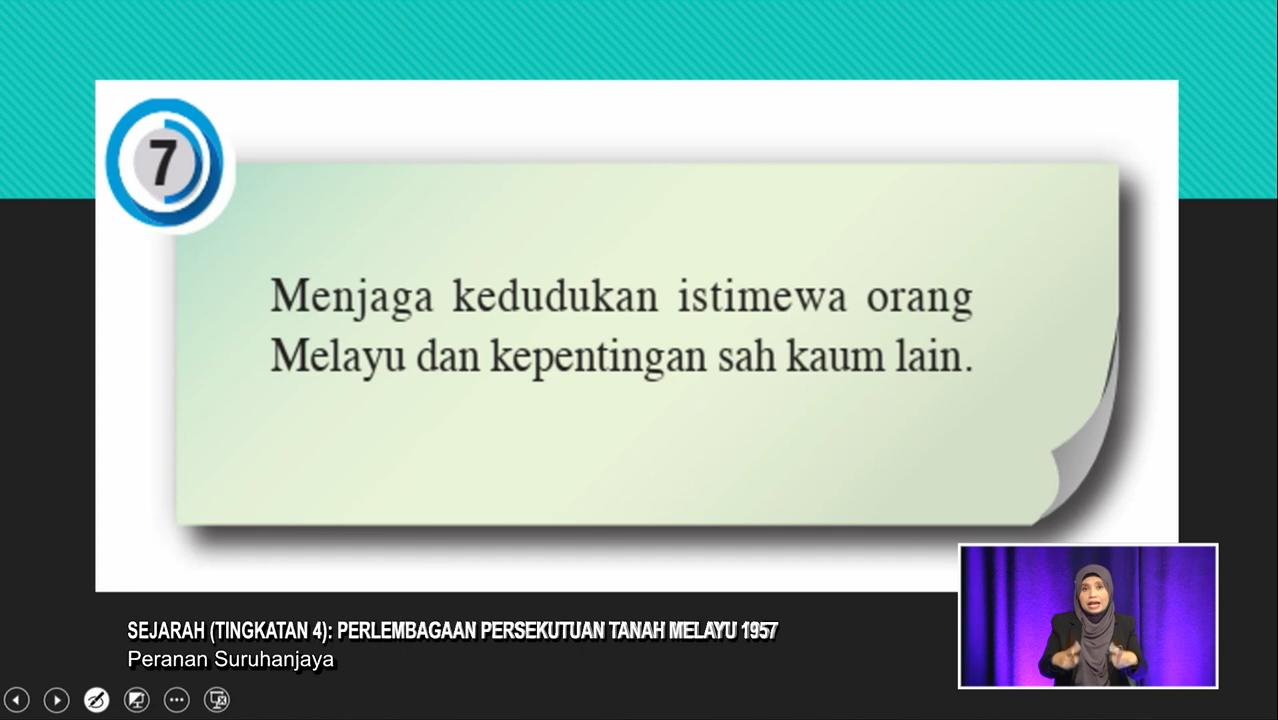 7
Menjaga kedudukan istimewa orang
Melayu dan kepentingan sah kaum lain.
SEJARAH (TINGKATAN 4): PERLEMBAGAAN PERSEKUTUAN TANAH MELAYU 1957
Peranan Suruhanjaya